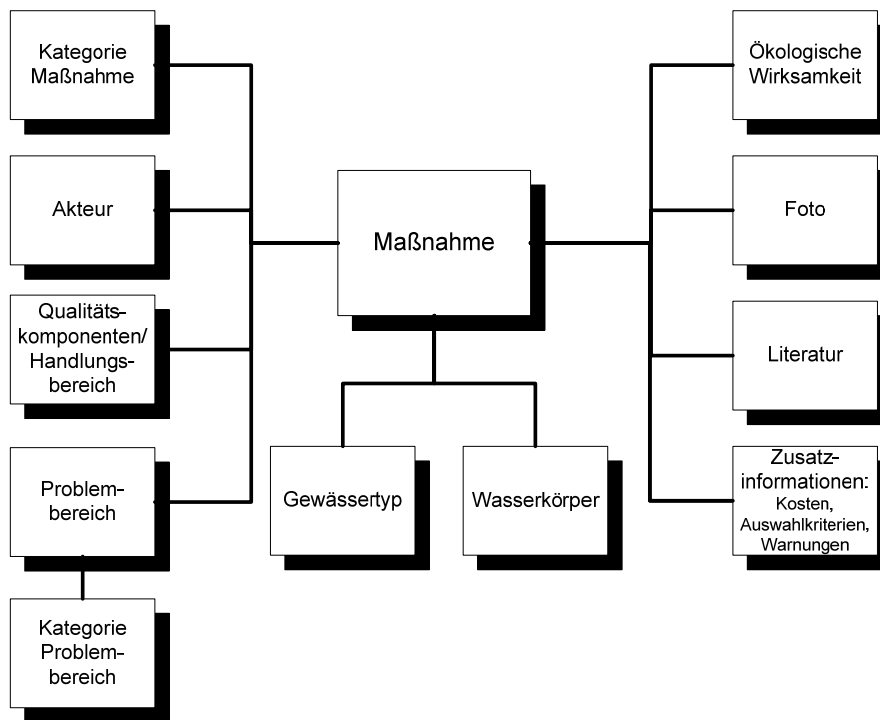 Kategorie
Maßnahme
Akteur
Qualitäts-
komponenten/
Handlungs-
bereich
Problem-
bereich
Kategorie
Problem-
bereich
Maßnahme
Gewässertyp
Wasserkörper
Ökologische
Wirksamkeit
Foto
Literatur
Zusatz-
informationen:
Kosten,
Auswahlkriterien,
Warnungen